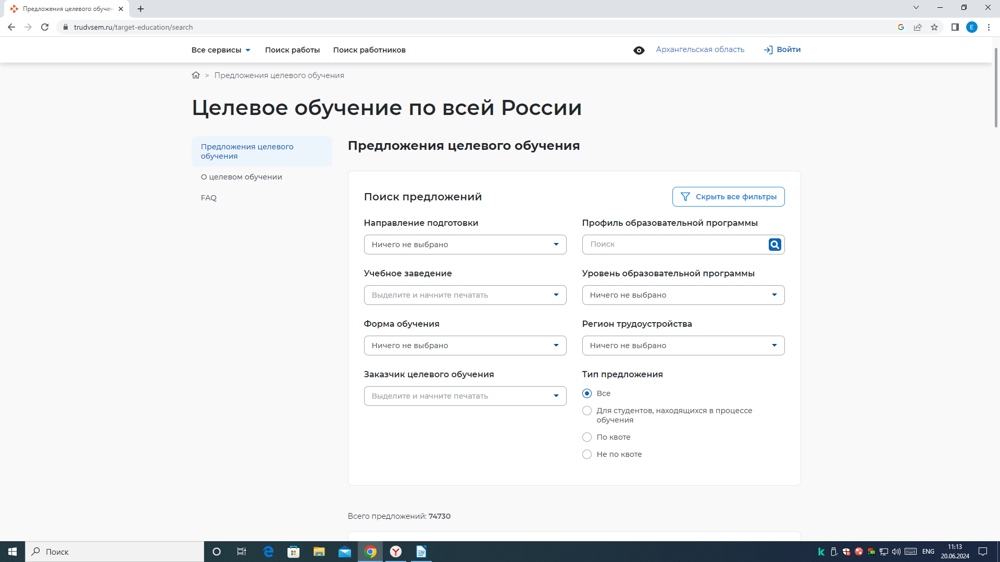 Предложения целевого обучен
trudvsem.ru/target-education/search
E
Все сервисы
Поиск работы
Поиск работников
Архангельская область
Войти
> Предложения целевого обучения
Целевое обучение по всей России
Предложения целевого
обучения
О целевом обучении
FAQ
Предложения целевого обучения
Поиск предложений
Скрыть все фильтры
Направление подготовки
Ничего не выбрано
Профиль образовательной программы
Поиск
Учебное заведение
Выделите и начните печатать
Уровень образовательной программы
Ничего не выбрано
Форма обучения
Ничего не выбрано
Регион трудоустройства
Ничего не выбрано
Заказчик целевого обучения
Выделите и начните печатать
Тип предложения
Все
Для студентов, находящихся в процессе
обучения
По квоте
Не по квоте
Всего предложений: 74730
Поиск
ENG
11:13
20.06.2024